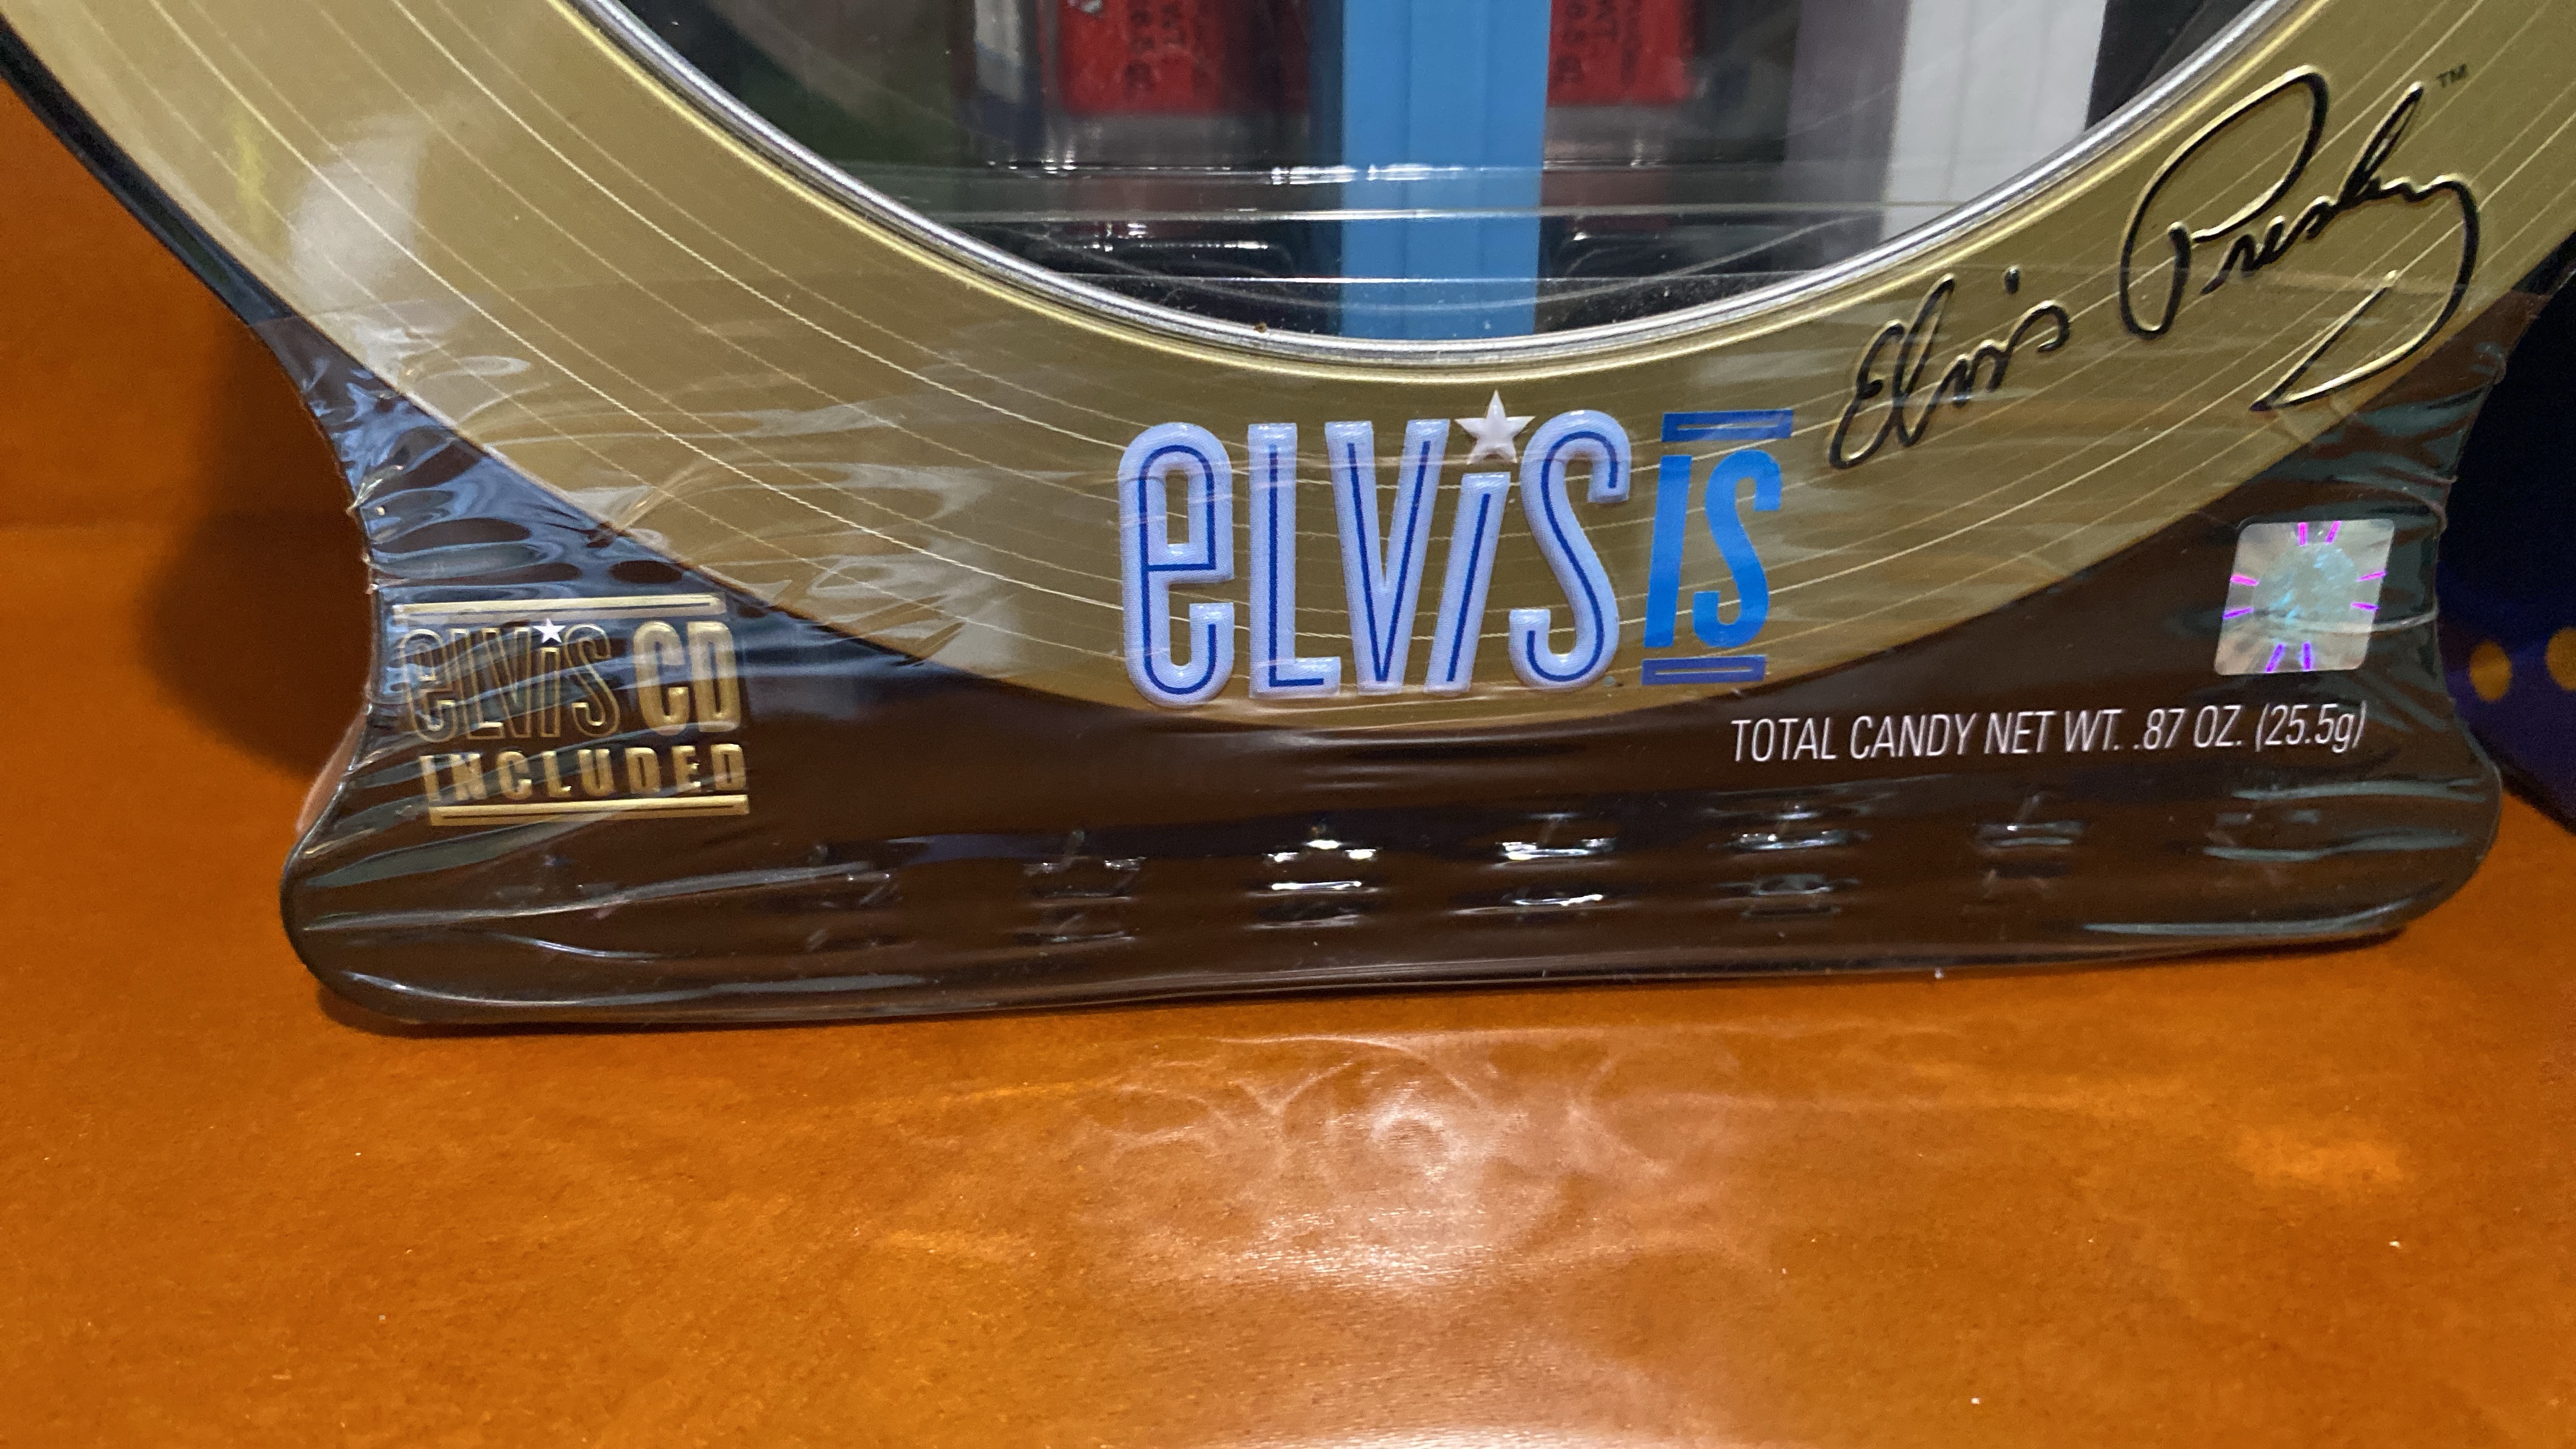 Elvis Presley™
eLViS IS
eLViS CD
INCLUDED
TOTAL CANDY NET WT. .87 OZ. (25.5g)